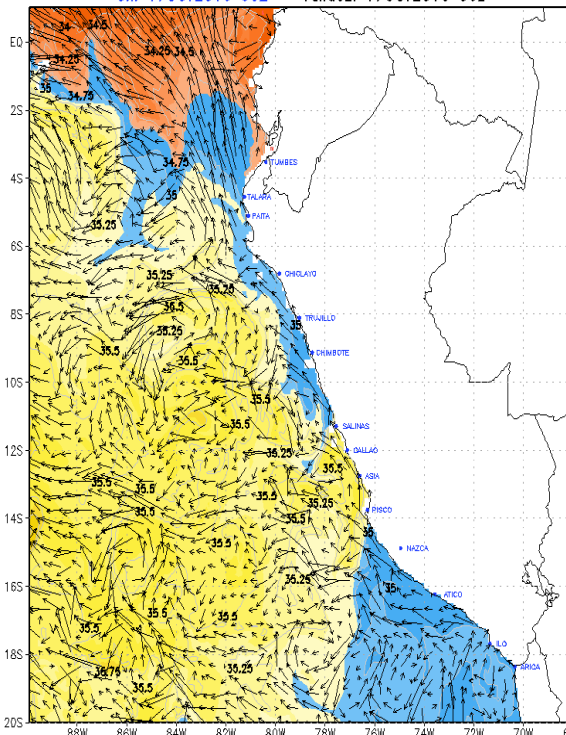 EQ
34
34.5
34.25
34.5
34.25
35
34.75
2S
34.75
TUMBES
4S
35
TALARA
PAITA
35.25
6S
35.25
CHICLAYO
35.25
35.5
8S
TRUJILLO
35
35.25
35.5
35.5
CHIMBOTE
10S
35.5
35.5
SALINAS
12S
CALLAO
35.25
35.5
ASIA
35.5
35.5
35.5
35.25
35.5
PISCO
14S
35.5
35
35.5
NAZCA
35.25
16S
35
ATICO
35.5
35.5
35.5
ILO
18S
35.25
ARICA
35.75
35.5
20S
88W
86W
84W
82W
80W
78W
76W
74W
72W
70W
68W